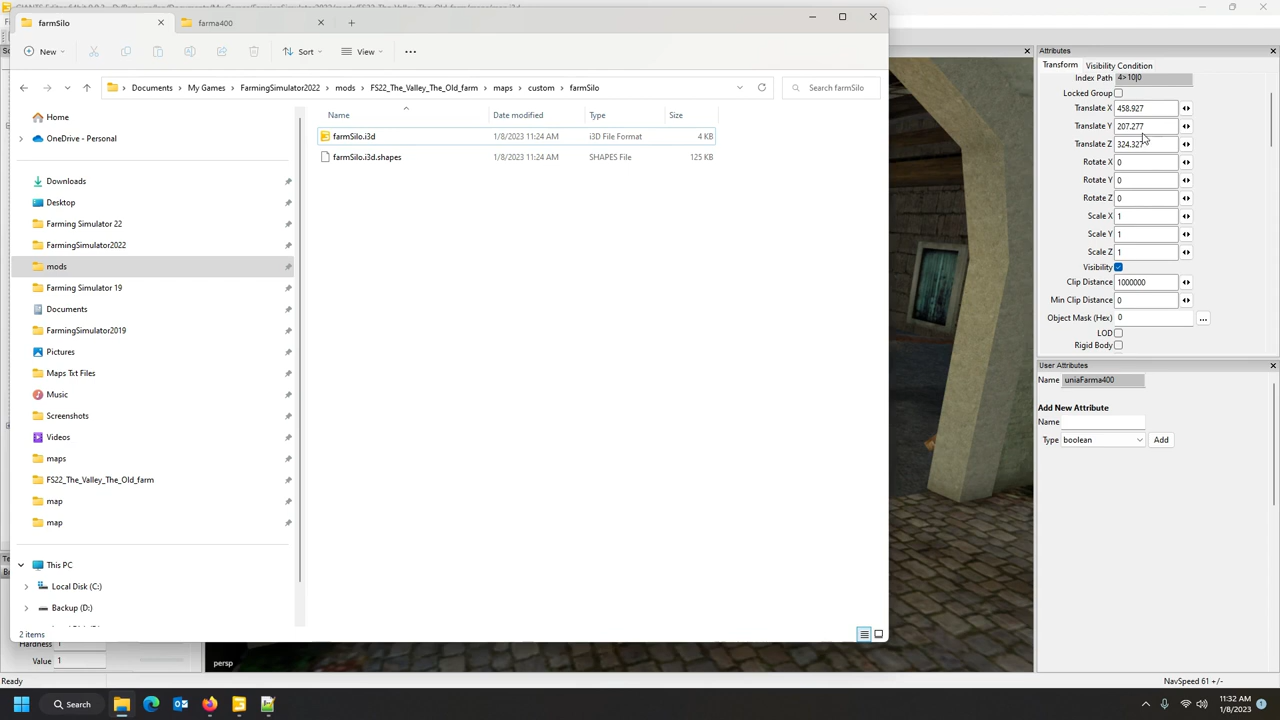 farmSilo
farma400
New
Sort
View
Documents > My Games > FarmingSimulator2022 > mods > FS22_The_Valley_The_Old_farm > maps > custom > farmSilo
Search farmSilo
Name Date modified Type Size
farmSilo.i3d 1/8/2023 11:24 AM i3D File Format 4 KB
farmSilo.i3d.shapes 1/8/2023 11:24 AM SHAPES File 125 KB
Home
OneDrive - Personal
Downloads
Desktop
Farming Simulator 22
FarmingSimulator2022
mods
Farming Simulator 19
Documents
FarmingSimulator2019
Pictures
Maps Txt Files
Music
Screenshots
Videos
maps
FS22_The_Valley_The_Old_farm
map
map
This PC
Local Disk (C:)
Backup (D:)
2 items
Attributes
Transform Visibility Condition
Index Path 4>10|0
Locked Group
Translate X 458.927
Translate Y 207.277
Translate Z 324.327
Rotate X 0
Rotate Y 0
Rotate Z 0
Scale X 1
Scale Y 1
Scale Z 1
Visibility
Clip Distance 1000000
Min Clip Distance 0
Object Mask (Hex) 0 ...
LOD
Rigid Body
User Attributes
Name uniaFarma400
Add New Attribute
Name
Type boolean Add
Hardness 1
Value 1
persp
Ready
NavSpeed 61 +/-
Search
11:32 AM
1/8/2023